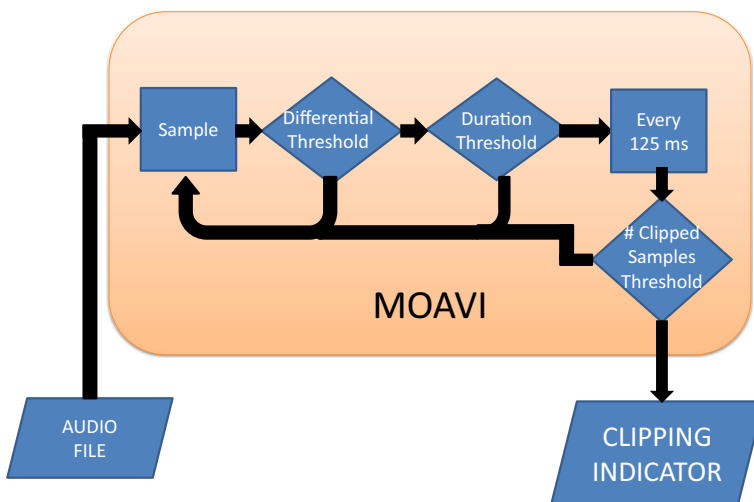 Sample
Differential
Threshold
Duration
Threshold
Every
125 ms
# Clipped
Samples
Threshold
MOAVI
AUDIO
FILE
CLIPPING
INDICATOR